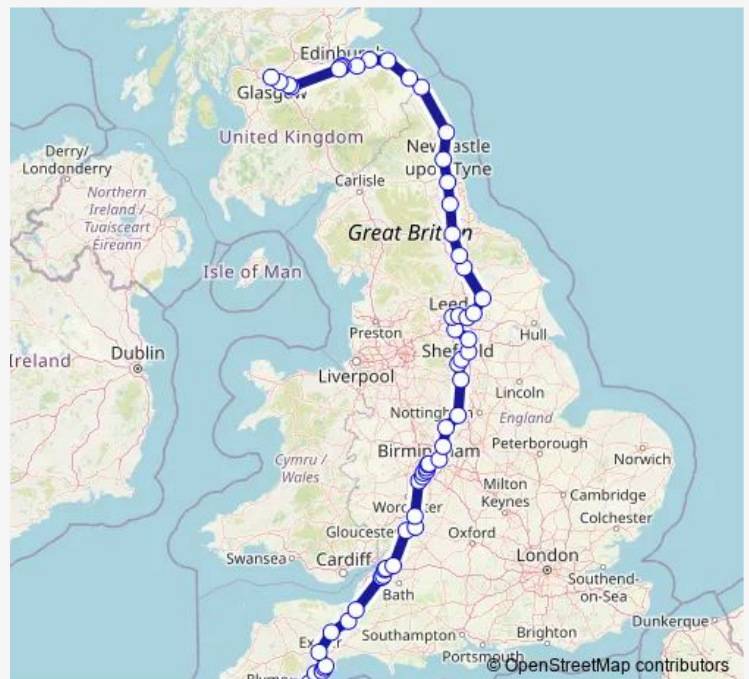 Edinburgh
Glasgow
United Kingdom
Derry/
Londonderry
Newcastle
upon Tyne
Carlisle
Northern
Ireland /
Tuaisceart
Éireann
Great Britain
Isle of Man
Preston
Hull
Ireland
Dublin
Sheffield
Liverpool
Lincoln
Nottingham
England
Birmingham
Peterborough
Norwich
Cymru /
Wales
Milton
Keynes
Cambridge
Worcester
Colchester
Gloucester
Oxford
Swansea
Cardiff
London
Bath
Southend-
on-Sea
Exeter
Southampton
Brighton
Dunkerque
Portsmouth
© OpenStreetMap contributors